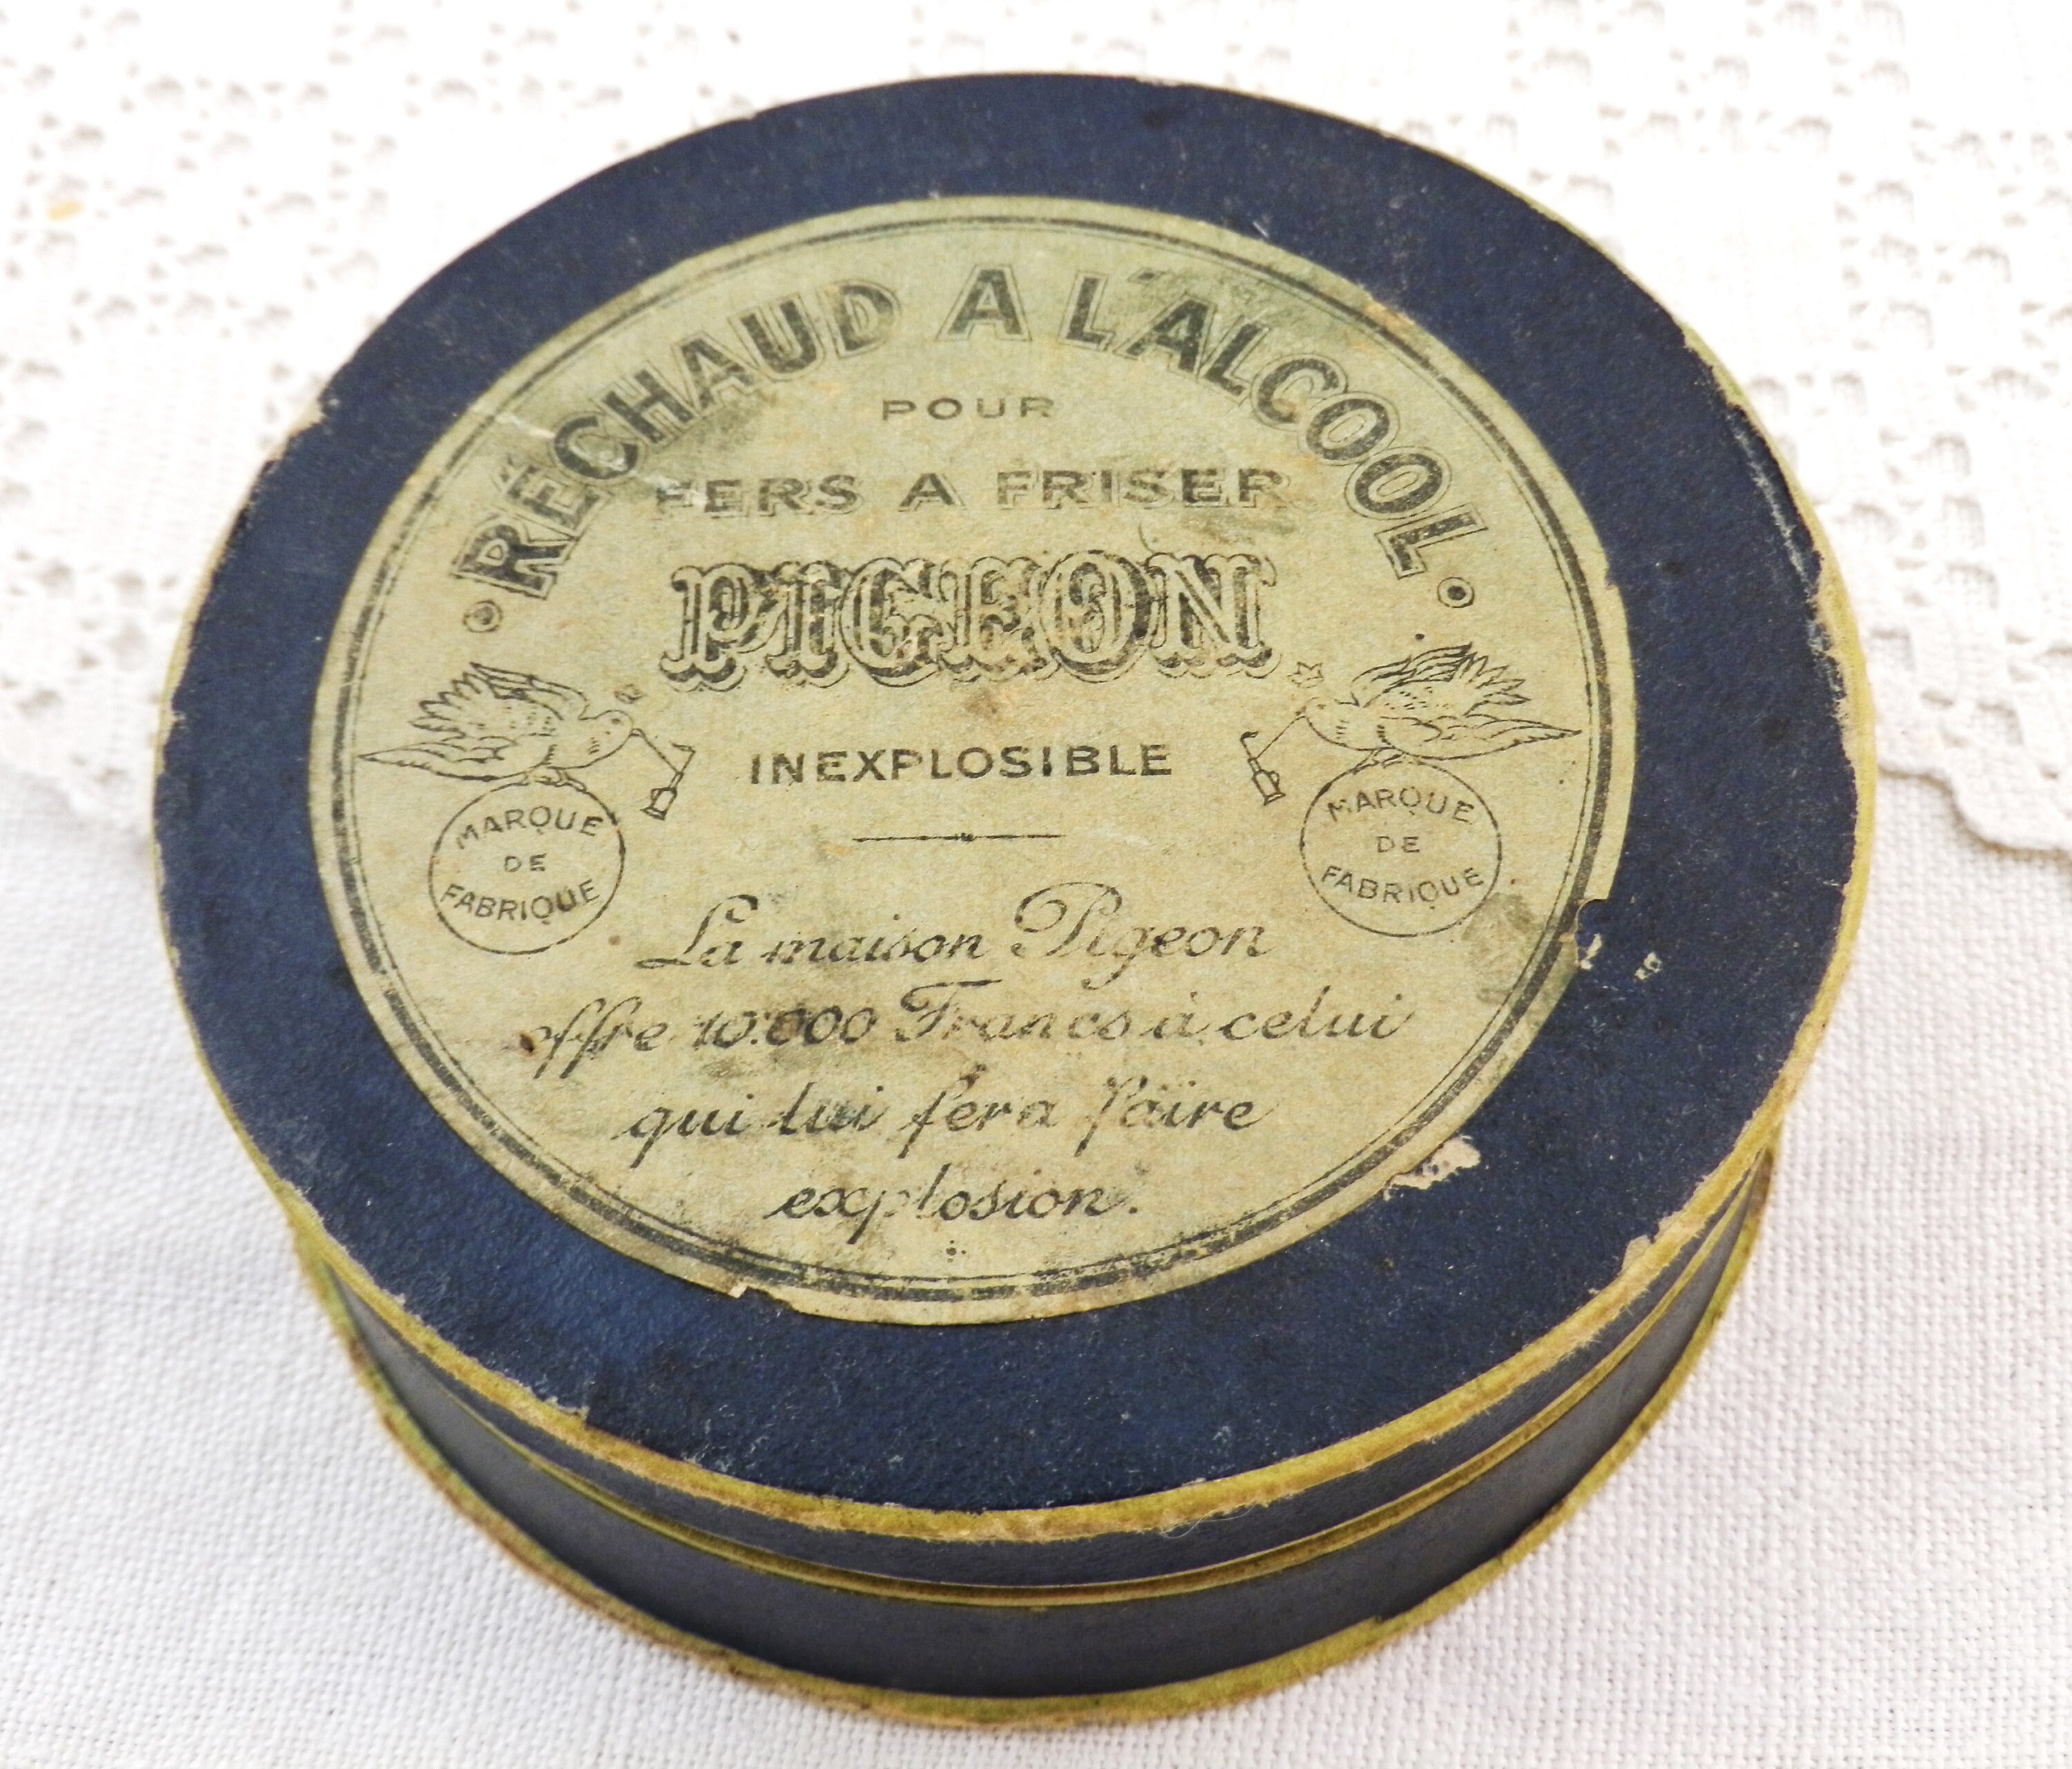 RÉCHAUD A L'ALCOOL
POUR
FERS A FRISER
PIGEON
INEXPLOSIBLE
MARQUE
DE
FABRIQUE
MARQUE
DE
FABRIQUE
La maison Pigeon
offre 10.000 Francs à celui
qui lui fera faire
explosion.